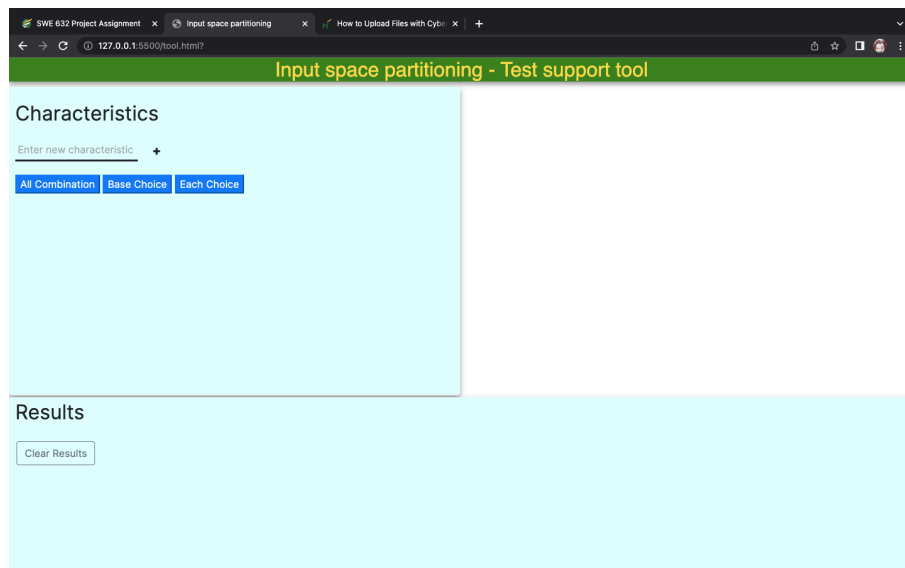 SWE 632 Project Assignment
Input space partitioning
How to Upload Files with Cybe
127.0.0.1:5500/tool.html?
Input space partitioning - Test support tool
Characteristics
Enter new characteristic +
All Combination Base Choice Each Choice
Results
Clear Results